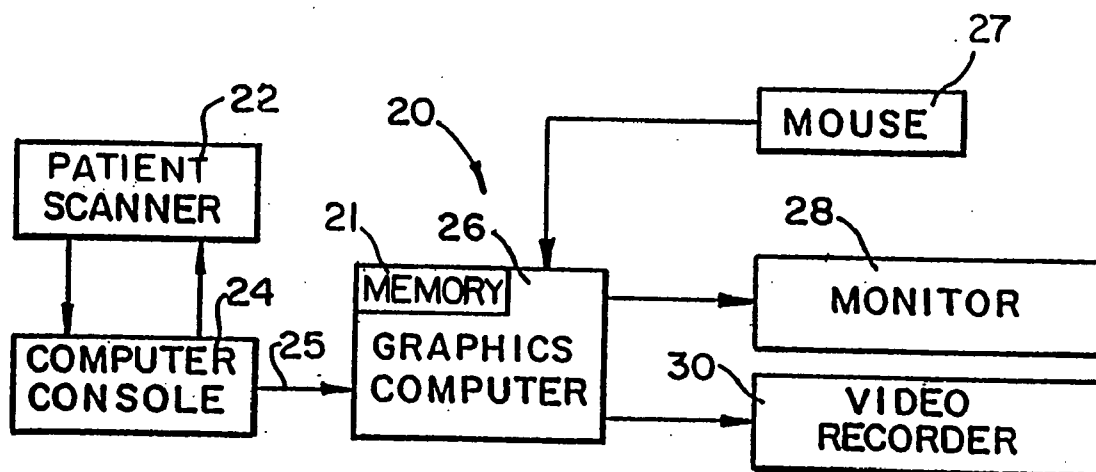 27
22
MOUSE
20
PATIENT
SCANNER
28
21
26
MEMORY
MONITOR
24
COMPUTER
CONSOLE
25
GRAPHICS
COMPUTER
30
VIDEO
RECORDER